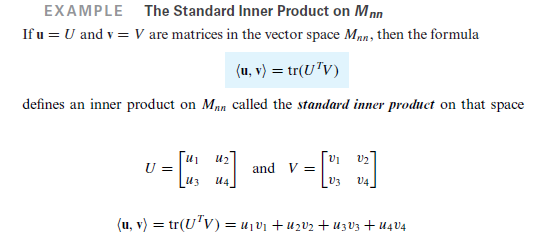 EXAMPLE The Standard Inner Product on Mnn
If u = U and v = V are matrices in the vector space Mnn, then the formula
⟨u, v⟩ = tr(UᵀV)
defines an inner product on Mnn called the standard inner product on that space
U = [u1 u2 and V = [v1 v2
u3 u4] v3 v4]
⟨u, v⟩ = tr(UᵀV) = u1v1 + u2v2 + u3v3 + u4v4